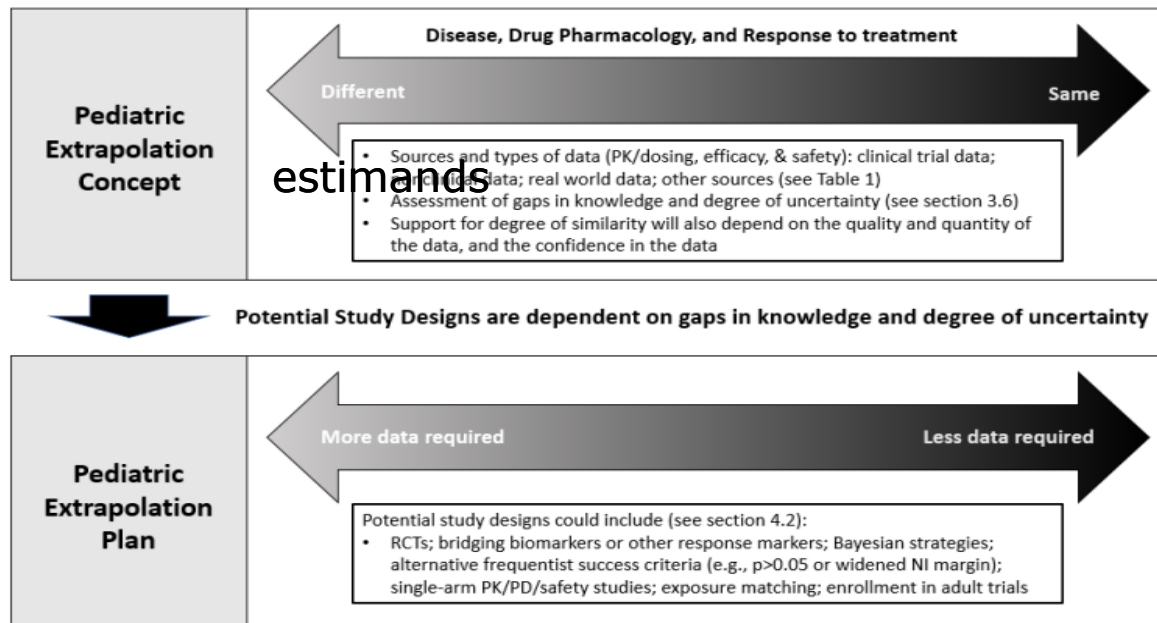 Pediatric
Extrapolation
Concept
Disease, Drug Pharmacology, and Response to treatment
Different
Same
estimands
• Sources and types of data (PK/dosing, efficacy, & safety): clinical trial data;
nonclinical data; real world data; other sources (see Table 1)
• Assessment of gaps in knowledge and degree of uncertainty (see section 3.6)
• Support for degree of similarity will also depend on the quality and quantity of
the data, and the confidence in the data
Potential Study Designs are dependent on gaps in knowledge and degree of uncertainty
Pediatric
Extrapolation
Plan
More data required
Less data required
Potential study designs could include (see section 4.2):
• RCTs; bridging biomarkers or other response markers; Bayesian strategies;
alternative frequentist success criteria (e.g., p>0.05 or widened NI margin);
single-arm PK/PD/safety studies; exposure matching; enrollment in adult trials